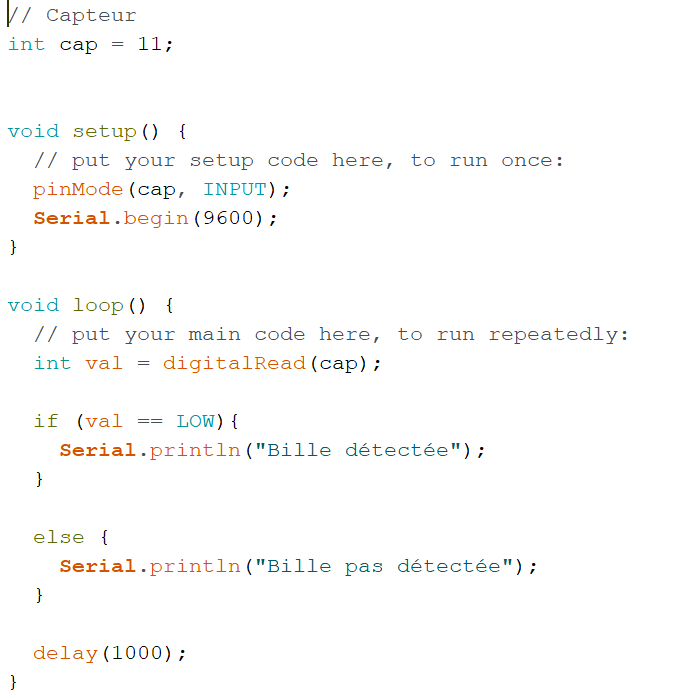 // Capteur
int cap = 11;
void setup() {
  // put your setup code here, to run once:
  pinMode(cap, INPUT);
  Serial.begin(9600);
}
void loop() {
  // put your main code here, to run repeatedly:
  int val = digitalRead(cap);
  if (val == LOW){
    Serial.println("Bille détectée");
  }
  else {
    Serial.println("Bille pas détectée");
  }
  delay(1000);
}